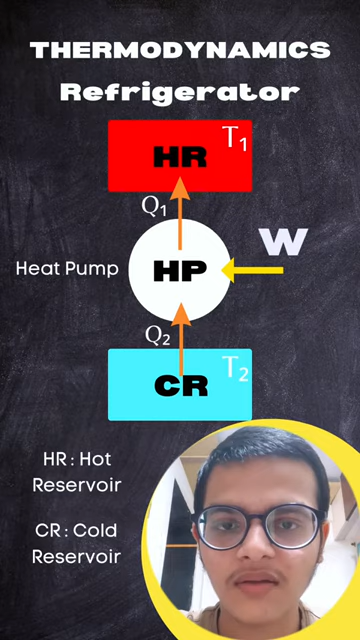 THERMODYNAMICS
Refrigerator
T₁
HR
Q₁
W
Heat Pump
HP
Q₂
T₂
CR
HR : Hot
Reservoir
CR : Cold
Reservoir